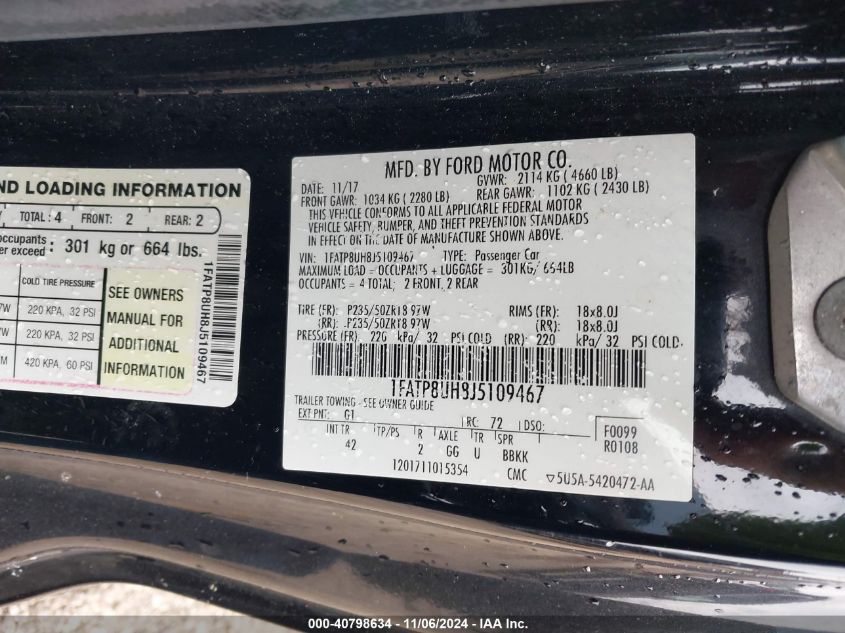 ND LOADING INFORMATION
TOTAL: 4 FRONT: 2 REAR: 2
occupants
er exceed : 301 kg or 664 lbs.
COLD TIRE PRESSURE
7W 220 KPA, 32 PSI
7W 220 KPA, 32 PSI
M 420 KPA, 60 PSI
SEE OWNERS
MANUAL FOR
ADDITIONAL
INFORMATION
1FATP8UH8J5109467
MFD. BY FORD MOTOR CO.
DATE: 11/17 GVWR: 2114 KG ( 4660 LB)
FRONT GAWR: 1034 KG ( 2280 LB) REAR GAWR: 1102 KG ( 2430 LB)
THIS VEHICLE CONFORMS TO ALL APPLICABLE FEDERAL MOTOR
VEHICLE SAFETY, BUMPER, AND THEFT PREVENTION STANDARDS
IN EFFECT ON THE DATE OF MANUFACTURE SHOWN ABOVE.
VIN: 1FATP8UH8J5109467 TYPE: Passenger Car
MAXIMUM LOAD = OCCUPANTS + LUGGAGE = 301KG/ 664LB
OCCUPANTS = 4 TOTAL: 2 FRONT, 2 REAR
TIRE (FR): P235/50ZR18 97W RIMS (FR): 18x8.0J
(RR): P235/50ZR18 97W (RR): 18x8.0J
PRESSURE (FR): 220 kPa/ 32 PSI COLD (RR): 220 kPa/ 32 PSI COLD
1FATP8UH8J5109467
TRAILER TOWING - SEE OWNER GUIDE
EXT PNT: G1 RC: 72 DSO: F0099
R0108
INT TR TP/PS R AXLE TR SPR
42 2 GG U BBKK
1201711015354 CMC ▽5U5A-5420472-AA
000-40798634 - 11/06/2024 - IAA Inc.